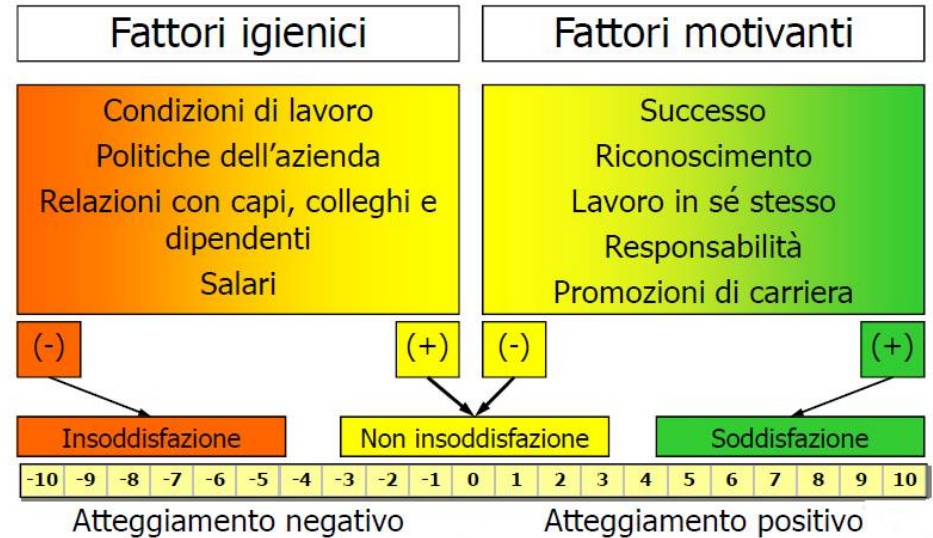 Fattori igienici
Fattori motivanti
Condizioni di lavoro
Politiche dell'azienda
Relazioni con capi, colleghi e
dipendenti
Salari
Successo
Riconoscimento
Lavoro in sé stesso
Responsabilità
Promozioni di carriera
(-)
(+)
(-)
(+)
Insoddisfazione
Non insoddisfazione
Soddisfazione
-10 -9 -8 -7 -6 -5 -4 -3 -2 -1 0 1 2 3 4 5 6 7 8 9 10
Atteggiamento negativo
Atteggiamento positivo